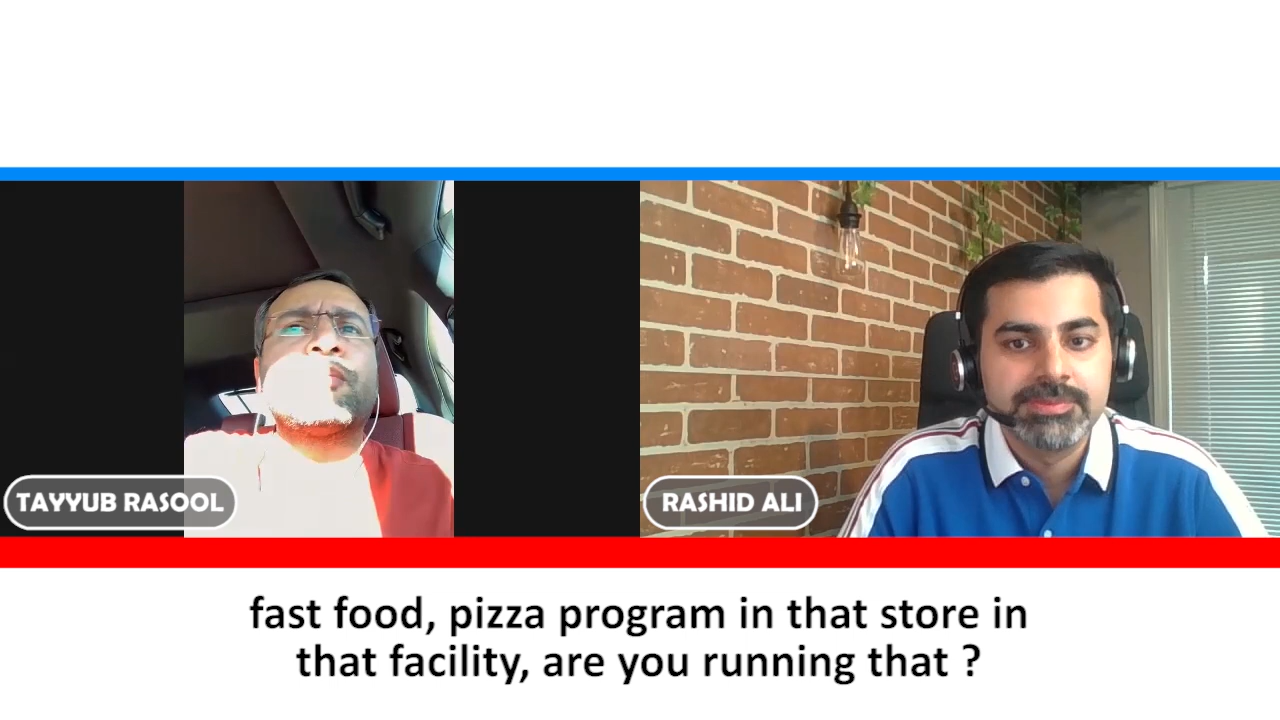 TAYYUB RASOOL
RASHID ALI
fast food, pizza program in that store in
that facility, are you running that ?